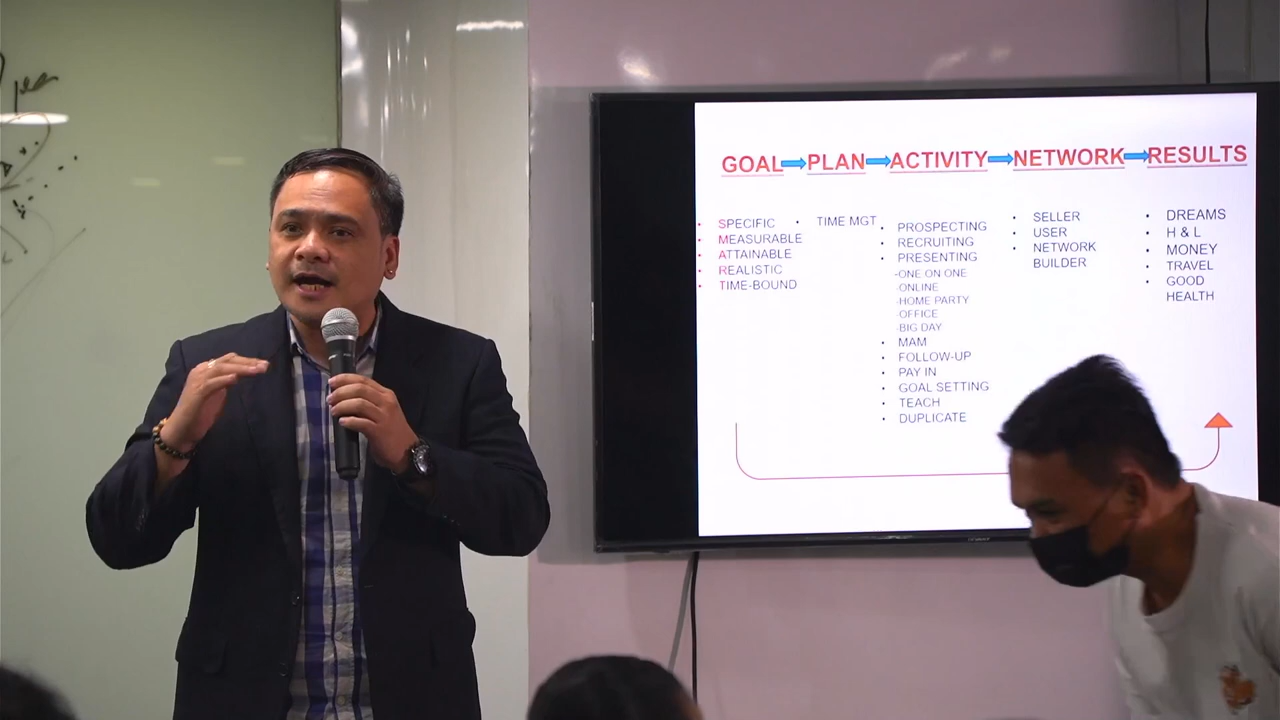 GOAL PLAN ACTIVITY NETWORK RESULTS
• SPECIFIC
• MEASURABLE
• ATTAINABLE
• REALISTIC
• TIME-BOUND
• TIME MGT
• PROSPECTING
• RECRUITING
• PRESENTING
-ONE ON ONE
-ONLINE
-HOME PARTY
-OFFICE
-BIG DAY
• MAM
• FOLLOW-UP
• PAY IN
• GOAL SETTING
• TEACH
• DUPLICATE
• SELLER
• USER
• NETWORK
BUILDER
• DREAMS
• H & L
• MONEY
• TRAVEL
• GOOD
HEALTH